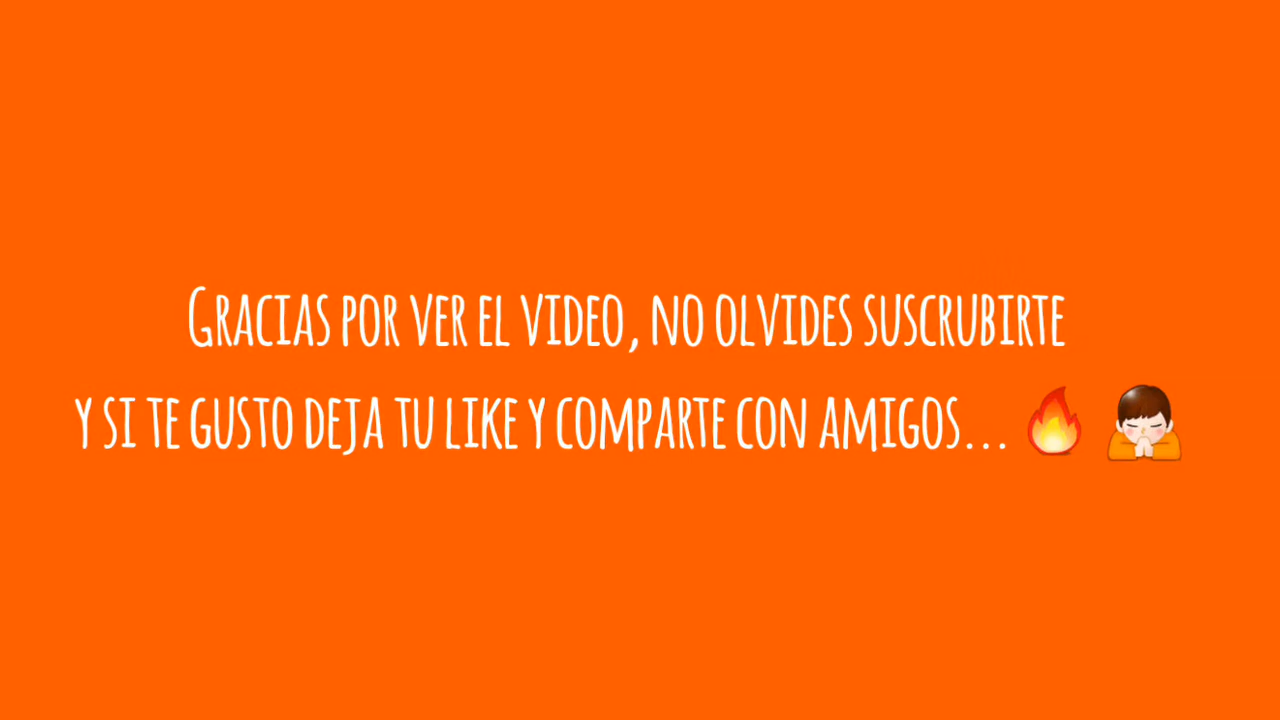 Gracias por ver el video, no olvides suscrubirte
y si te gusto deja tu like y comparte con amigos... 🔥 🙏